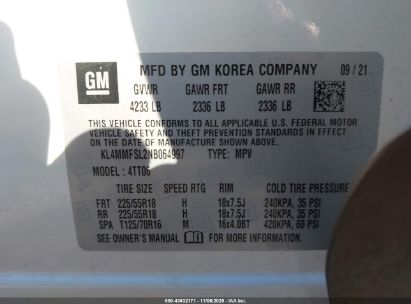 GM
MFD BY GM KOREA COMPANY 09 / 21
GVWR GAWR FRT GAWR RR
4233 LB 2336 LB 2336 LB
THIS VEHICLE CONFORMS TO ALL APPLICABLE U.S. FEDERAL MOTOR
VEHICLE SAFETY AND THEFT PREVENTION STANDARDS IN EFFECT
ON THE DATE OF MANUFACTURE SHOWN ABOVE.
KL4MMFSL2NB064997 TYPE: MPV
MODEL : 4TT06
TIRE SIZE SPEED RTG RIM COLD TIRE PRESSURE
FRT 225/55R18 H 18x7.5J 240KPA, 35 PSI
RR 225/55R18 H 18x7.5J 240KPA, 35 PSI
SPA T125/70R16 M 16x4.0BT 420KPA, 60 PSI
SEE OWNER'S MANUAL FOR MORE INFORMATION.